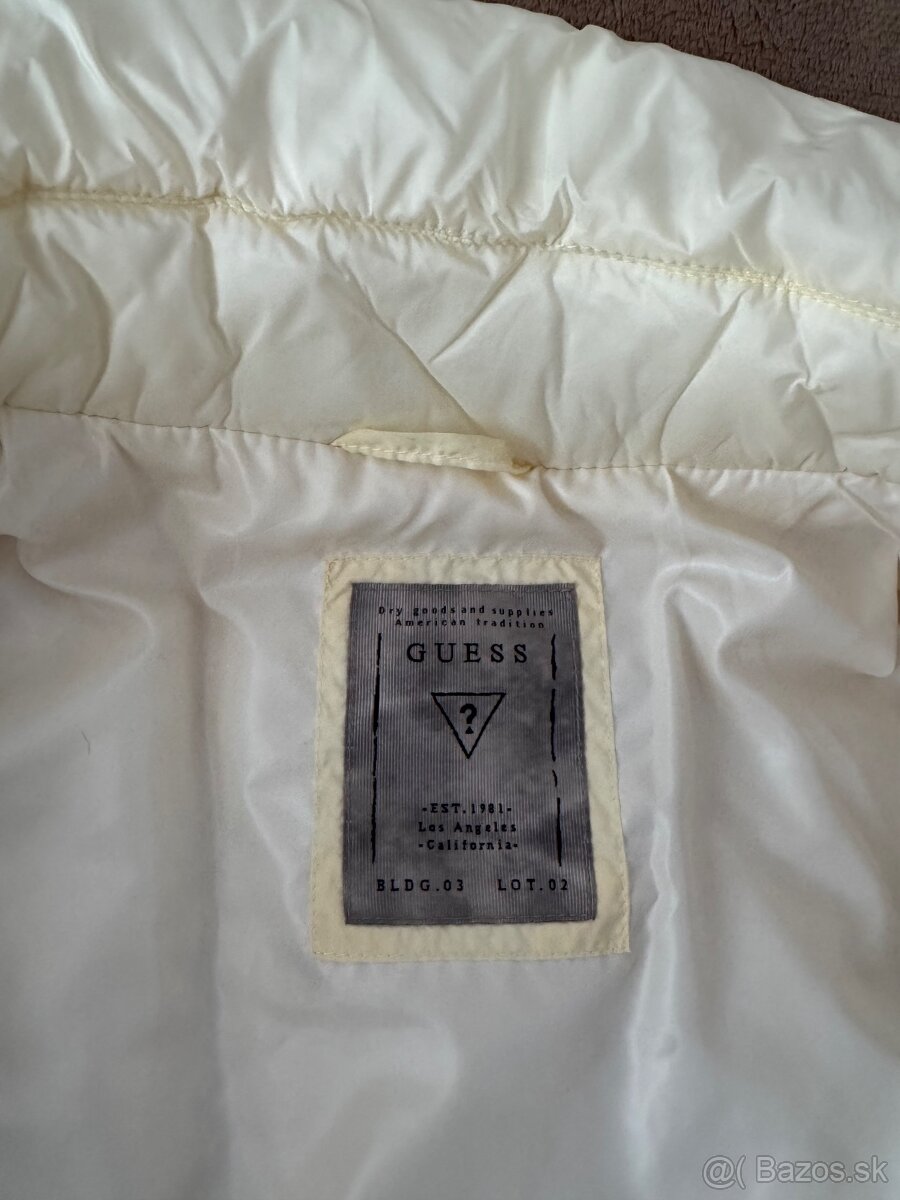 Dry goods and supplies
American tradition
GUESS
?
-EST.1981-
Los Angeles
-California-
BLDG.03 LOT.02
@( Bazos.sk